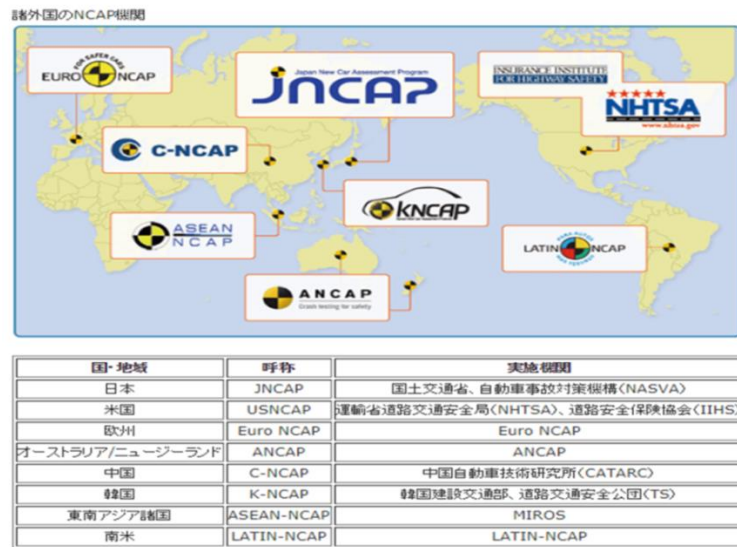 諸外国のNCAP機関
FOR SAFER CARS
EURO NCAP
Japan New Car Assessment Program
JNCAP
INSURANCE INSTITUTE
FOR HIGHWAY SAFETY
NHTSA
www.nhtsa.gov
C-NCAP
KNCAP
ASEAN
NCAP
LATIN NCAP
ANCAP
Crash testing for safety
国・地域 呼称 実施機関
日本 JNCAP 国土交通省、自動車事故対策機構(NASVA)
米国 USNCAP 運輸省道路交通安全局(NHTSA)、道路安全保険協会(IIHS)
欧州 Euro NCAP Euro NCAP
オーストラリア/ニュージーランド ANCAP ANCAP
中国 C-NCAP 中国自動車技術研究所(CATARC)
韓国 K-NCAP 韓国建設交通部、道路交通安全公団(TS)
東南アジア諸国 ASEAN-NCAP MIROS
南米 LATIN-NCAP LATIN-NCAP